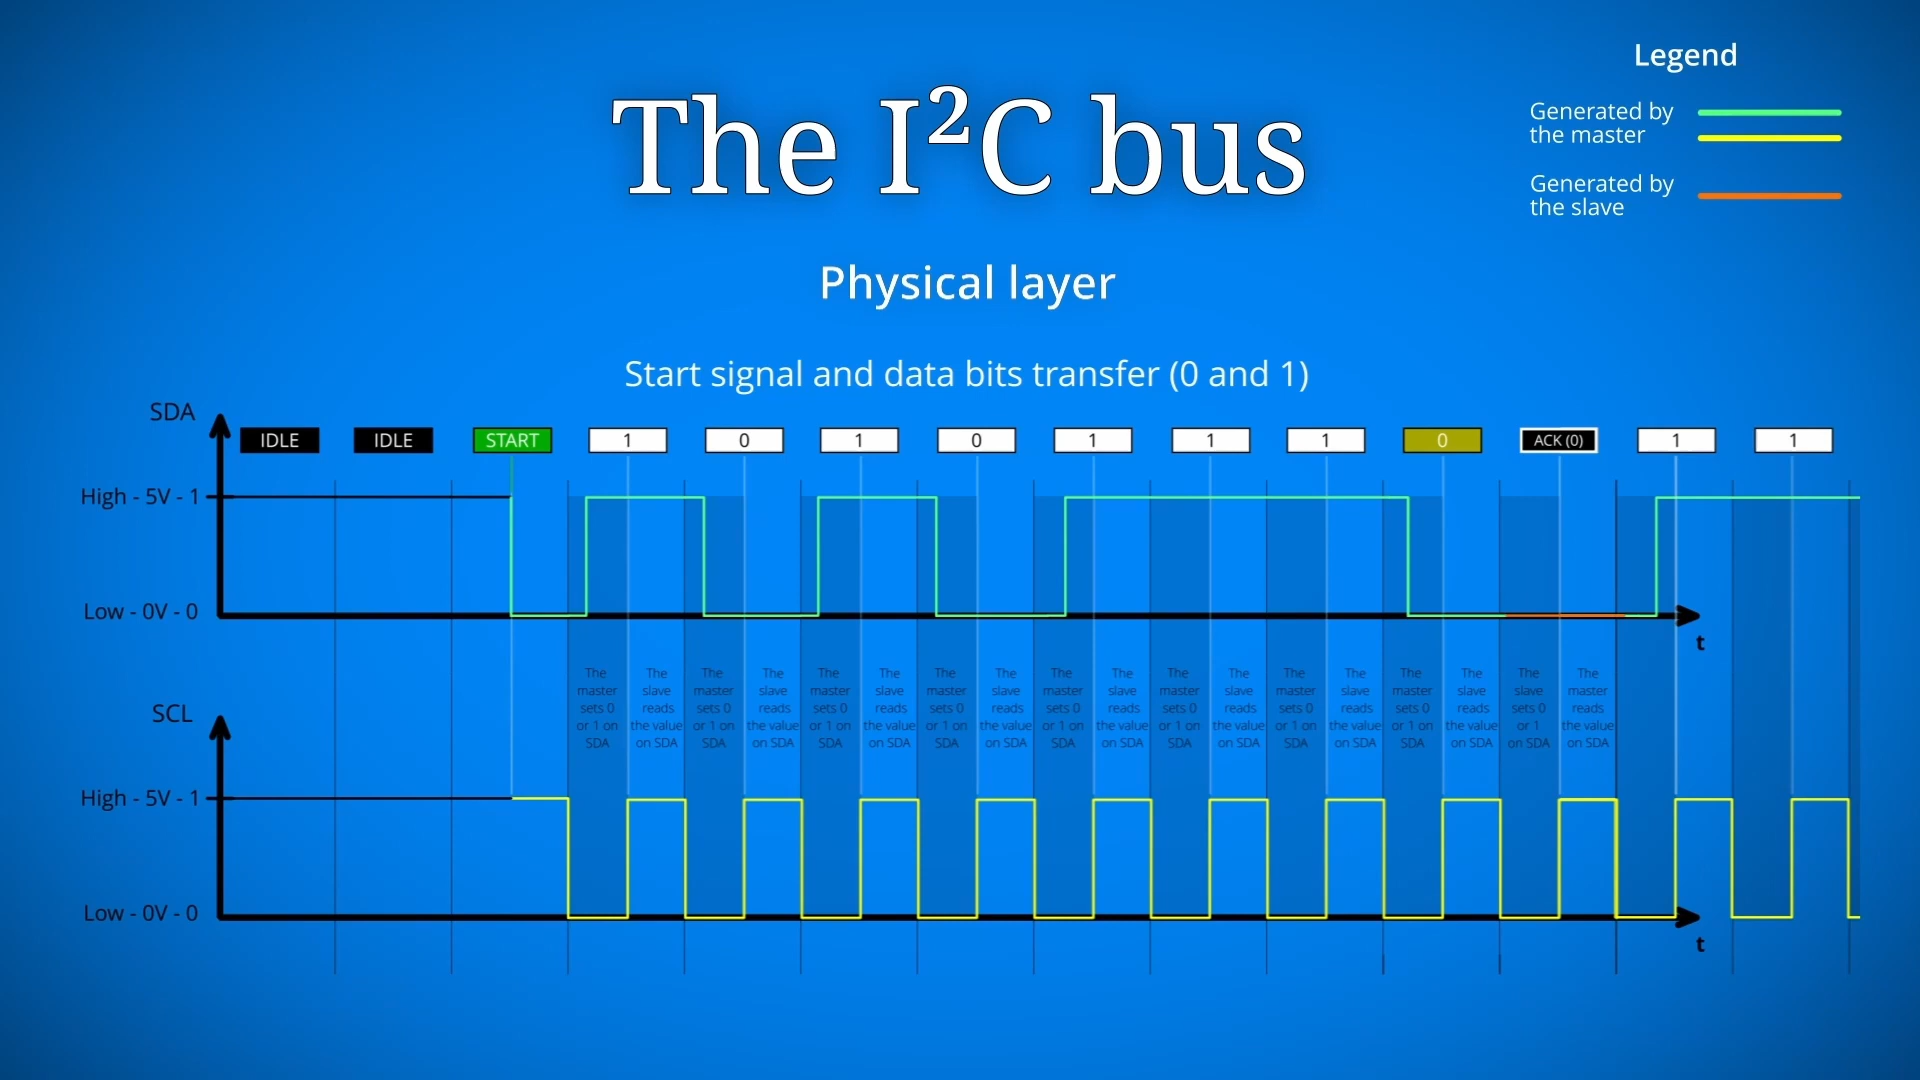 Legend
The I²C bus
Generated by
the master
Generated by
the slave
Physical layer
Start signal and data bits transfer (0 and 1)
SDA
IDLE IDLE START 1 0 1 0 1 1 1 0 ACK (0) 1 1
High - 5V - 1
Low - 0V - 0
t
The The The The The The The The The The The The The The The The The The
master slave master slave master slave master slave master slave master slave master slave master slave slave master
sets 0 reads sets 0 reads sets 0 reads sets 0 reads sets 0 reads sets 0 reads sets 0 reads sets 0 reads sets 0 reads
or 1 on the value or 1 on the value or 1 on the value or 1 on the value or 1 on the value or 1 on the value or 1 on the value or 1 on the value or 1 the value
SDA on SDA SDA on SDA SDA on SDA SDA on SDA SDA on SDA SDA on SDA SDA on SDA SDA on SDA on SDA on SDA
SCL
High - 5V - 1
Low - 0V - 0
t